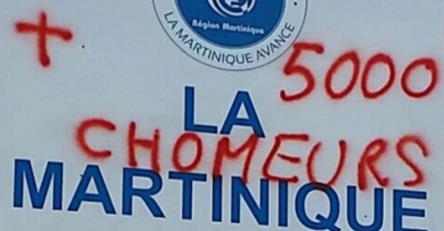 Région Martinique
LA MARTINIQUE AVANCE
+ 5000
LA
CHOMEURS
MARTINIQUE